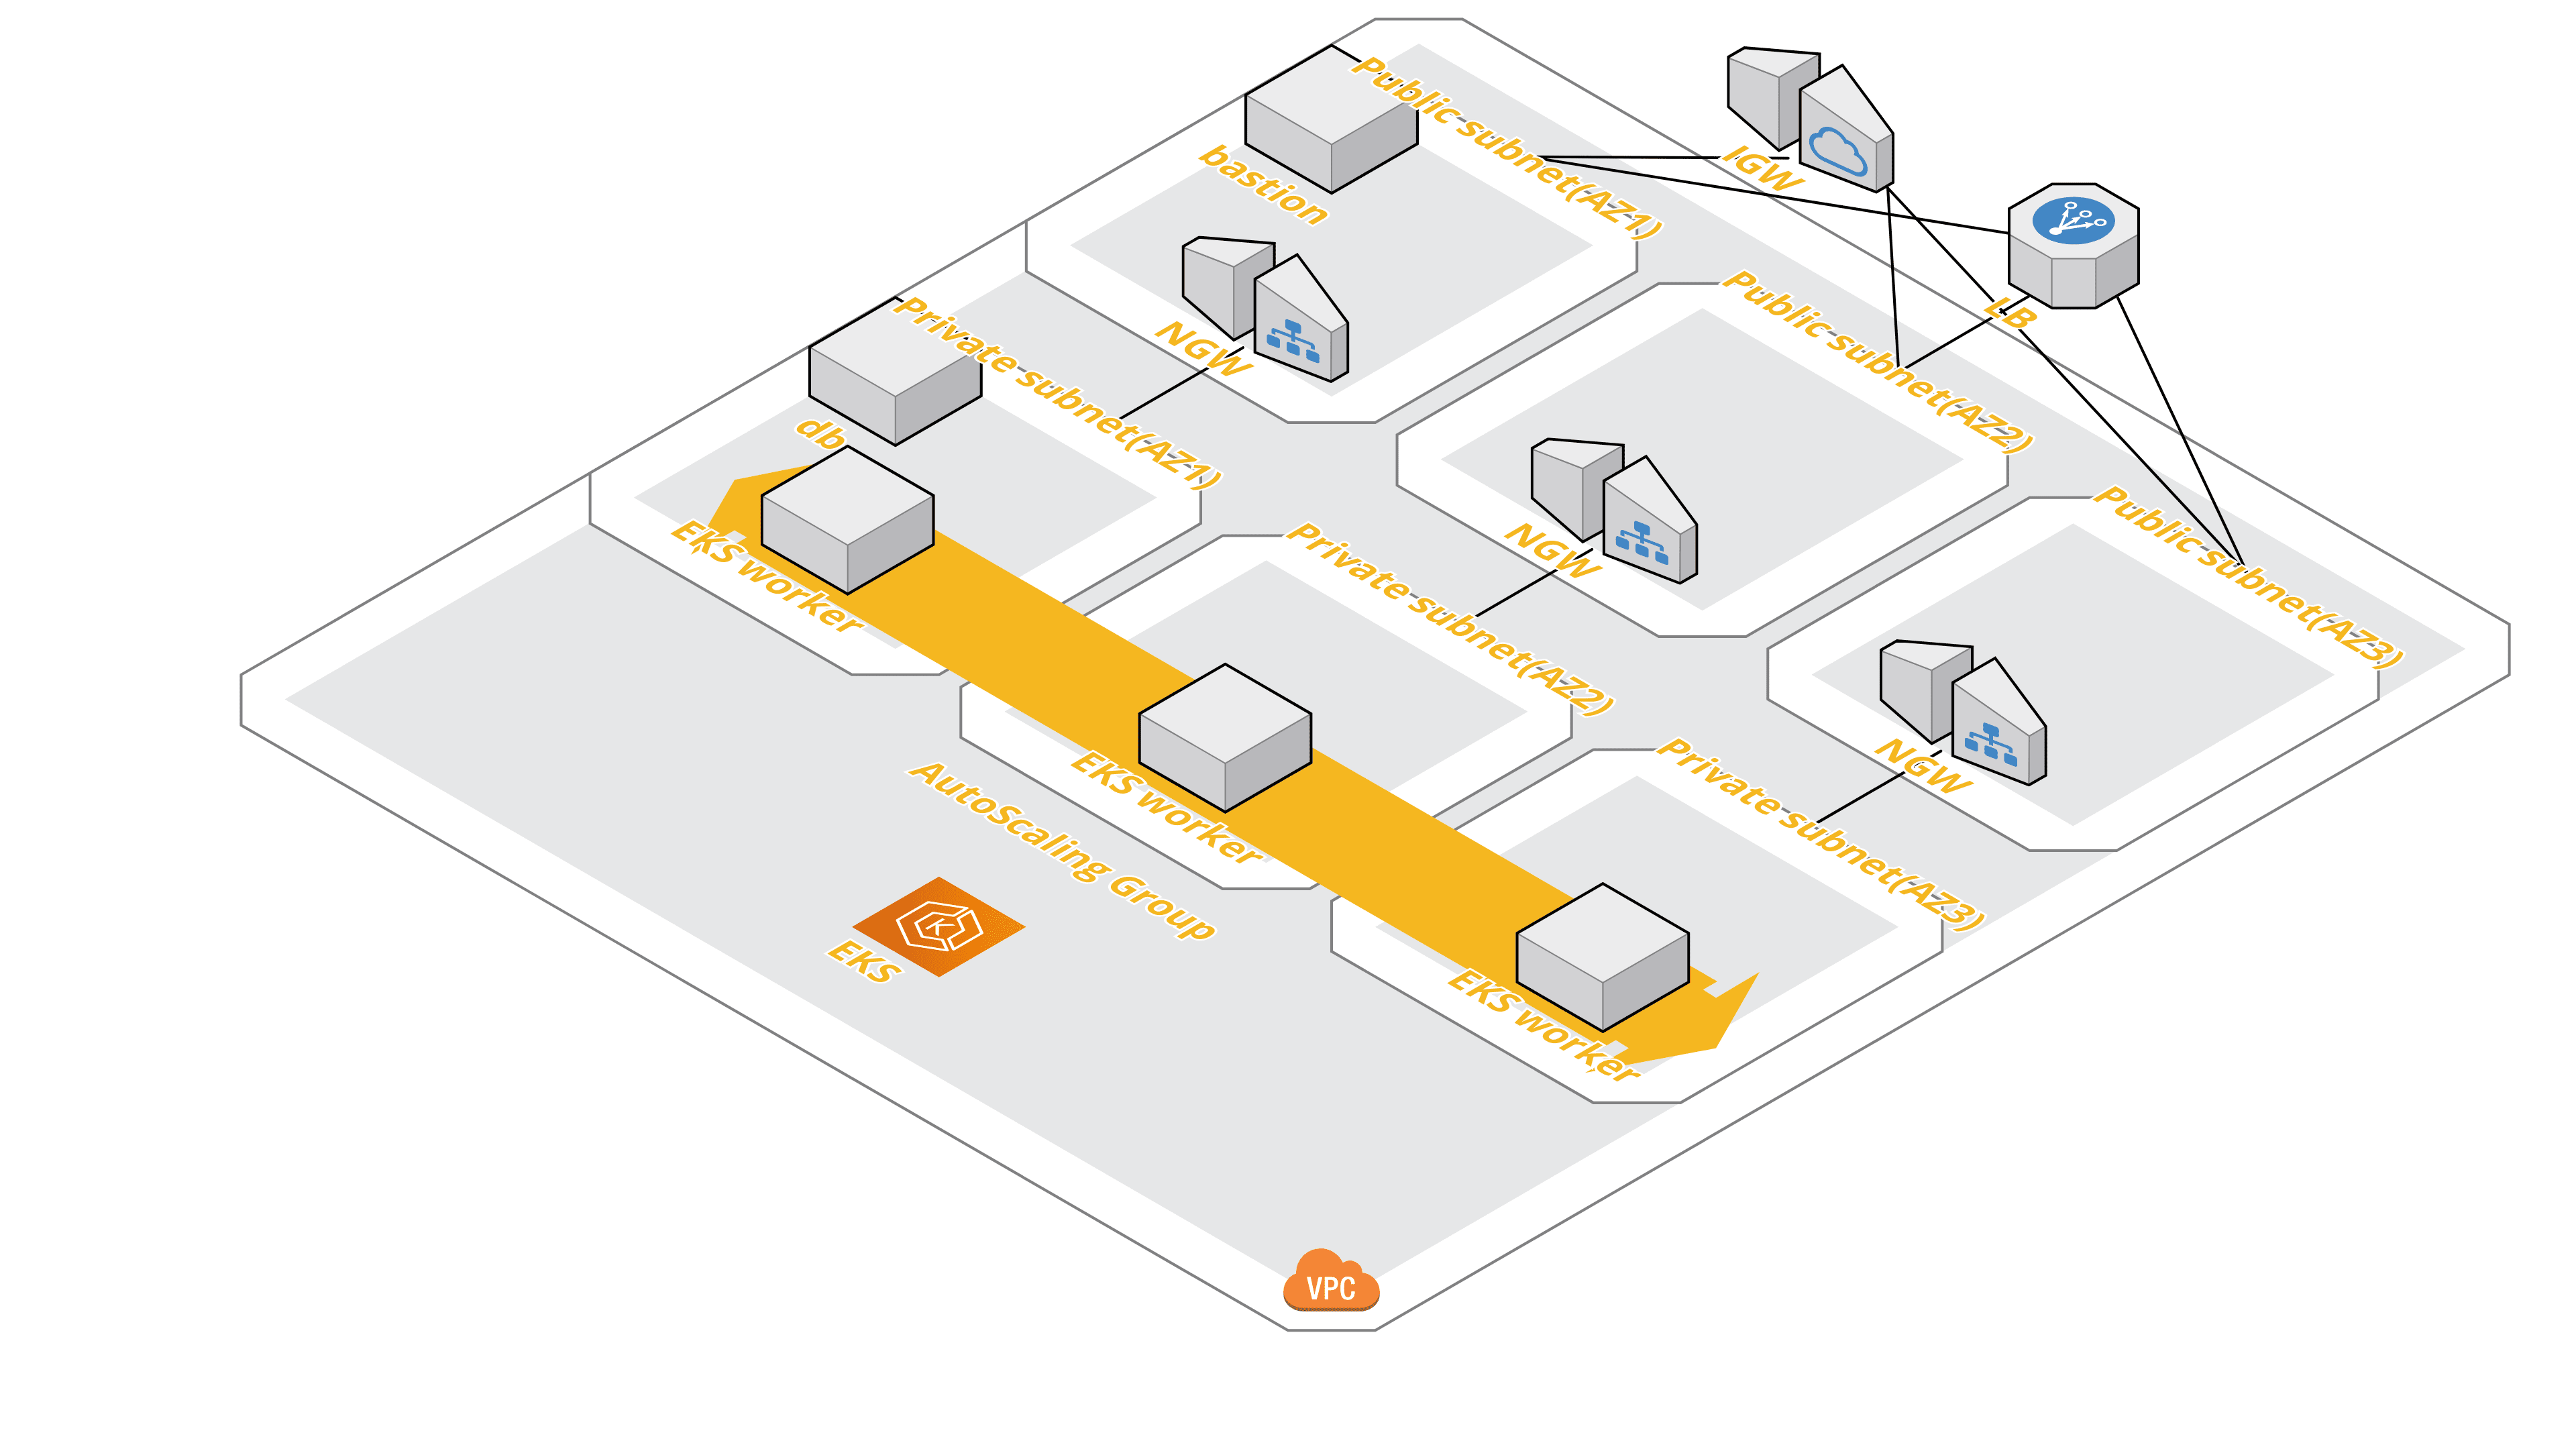 Public subnet(AZ1)
IGW
bastion
LB
NGW
Public subnet(AZ2)
Private subnet(AZ1)
db
NGW
Public subnet(AZ3)
EKS worker
Private subnet(AZ2)
NGW
EKS worker
Private subnet(AZ3)
AutoScaling Group
K
EKS
EKS worker
VPC